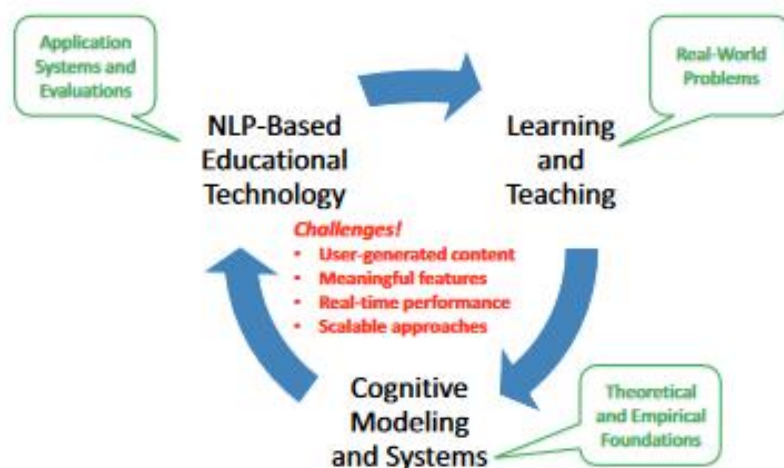 Application
Systems and
Evaluations
Real-World
Problems
NLP-Based
Educational
Technology
Learning
and
Teaching
Challenges!
• User-generated content
• Meaningful features
• Real-time performance
• Scalable approaches
Cognitive
Modeling
and Systems
Theoretical
and Empirical
Foundations